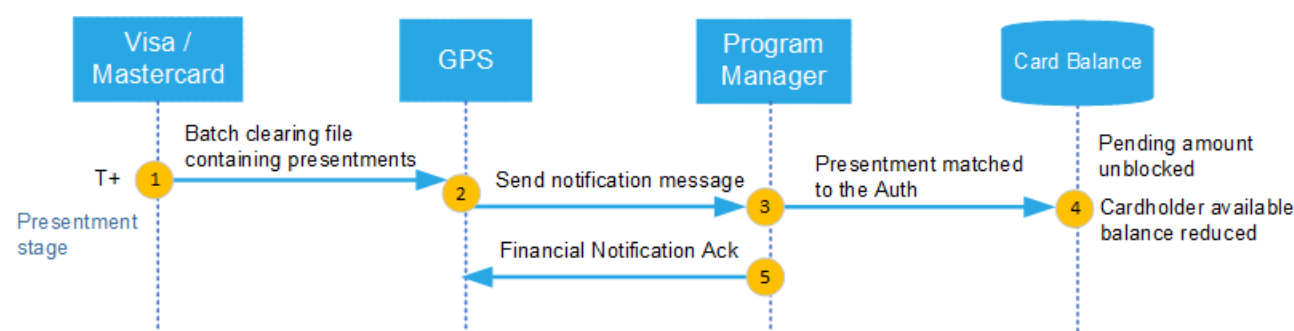 Visa /
Mastercard
GPS
Program
Manager
Card Balance
Batch clearing file
containing presentments
T+
1
Presentment
stage
2
Send notification message
3
Presentment matched
to the Auth
Pending amount
unblocked
4
Cardholder available
balance reduced
Financial Notification Ack
5